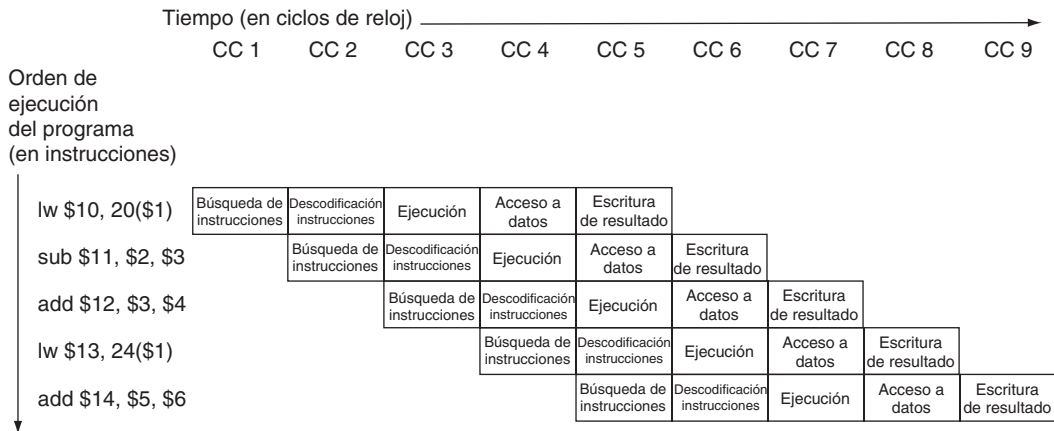 Tiempo (en ciclos de reloj)
CC 1 CC 2 CC 3 CC 4 CC 5 CC 6 CC 7 CC 8 CC 9
Orden de
ejecución
del programa
(en instrucciones)
lw $10, 20($1)
Búsqueda de
instrucciones
Descodificación
instrucciones
Ejecución
Acceso a
datos
Escritura
de resultado
sub $11, $2, $3
Búsqueda de
instrucciones
Descodificación
instrucciones
Ejecución
Acceso a
datos
Escritura
de resultado
add $12, $3, $4
Búsqueda de
instrucciones
Descodificación
instrucciones
Ejecución
Acceso a
datos
Escritura
de resultado
lw $13, 24($1)
Búsqueda de
instrucciones
Descodificación
instrucciones
Ejecución
Acceso a
datos
Escritura
de resultado
add $14, $5, $6
Búsqueda de
instrucciones
Descodificación
instrucciones
Ejecución
Acceso a
datos
Escritura
de resultado